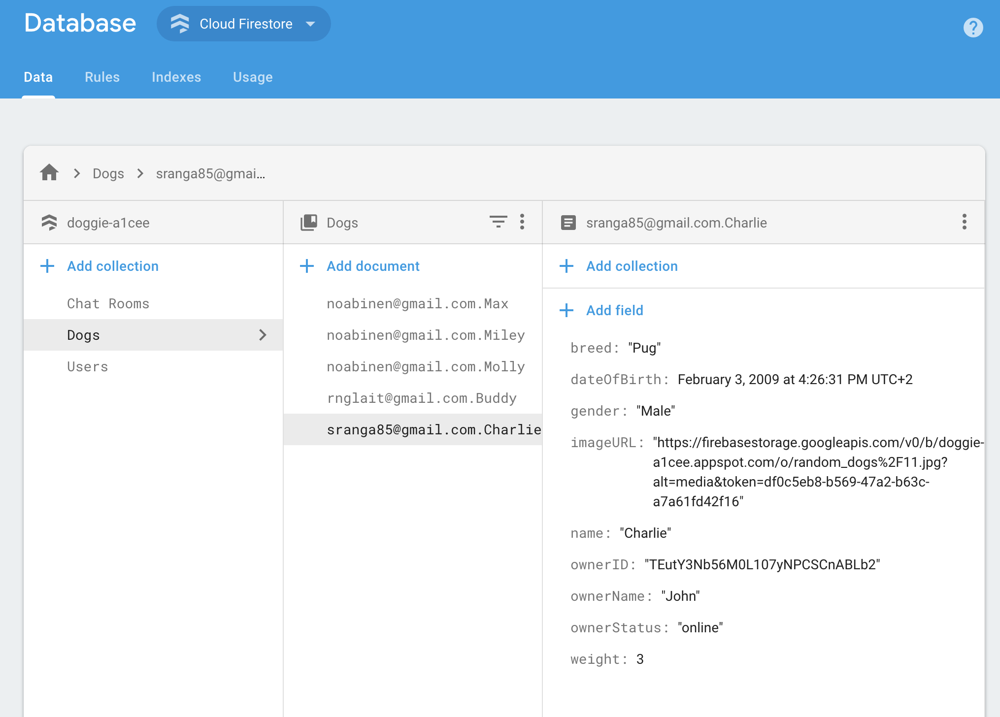 Database
Cloud Firestore
Data
Rules
Indexes
Usage
Dogs
sranga85@gmai...
doggie-a1cee
Add collection
Chat Rooms
Dogs
Users
Dogs
Add document
noabinen@gmail.com.Max
noabinen@gmail.com.Miley
noabinen@gmail.com.Molly
rnglait@gmail.com.Buddy
sranga85@gmail.com.Charlie
sranga85@gmail.com.Charlie
Add collection
Add field
breed: "Pug"
dateOfBirth: February 3, 2009 at 4:26:31 PM UTC+2
gender: "Male"
imageURL: "https://firebasestorage.googleapis.com/v0/b/doggie-
a1cee.appspot.com/o/random_dogs%2F11.jpg?
alt=media&token=df0c5eb8-b569-47a2-b63c-
a7a61fd42f16"
name: "Charlie"
ownerID: "TEutY3Nb56M0L107yNPCSCnABLb2"
ownerName: "John"
ownerStatus: "online"
weight: 3